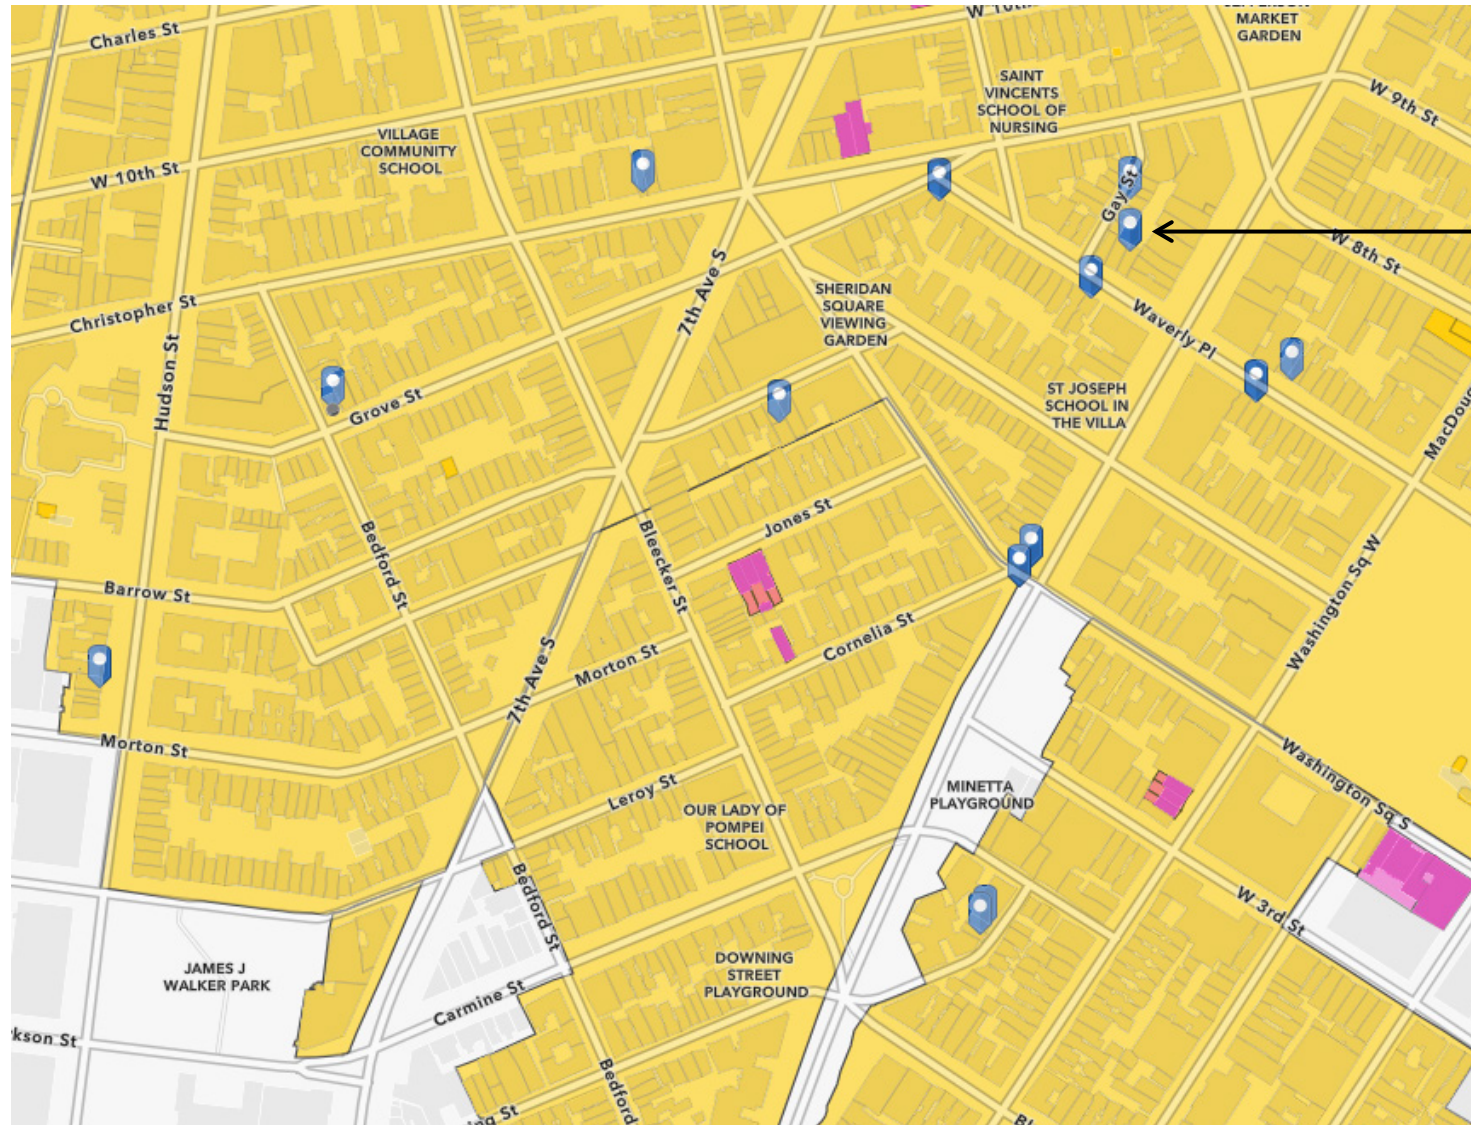 Charles St
W 10th St
VILLAGE
COMMUNITY
SCHOOL
SAINT
VINCENTS
SCHOOL OF
NURSING
MARKET
GARDEN
W 9th St
W 10th St
Gay St
W 8th St
Christopher St
Hudson St
7th Ave S
SHERIDAN
SQUARE
VIEWING
GARDEN
Waverly Pl
Grove St
ST JOSEPH
SCHOOL IN
THE VILLA
Jones St
Bedford St
Bleecker St
Barrow St
Cornelia St
Washington Sq W
Morton St
7th Ave S
Morton St
Leroy St
MINETTA
PLAYGROUND
Washington Sq S
OUR LADY OF
POMPEI
SCHOOL
Bedford St
W 3rd St
JAMES J
WALKER PARK
DOWNING
STREET
PLAYGROUND
Carmine St
kson St
Bedford